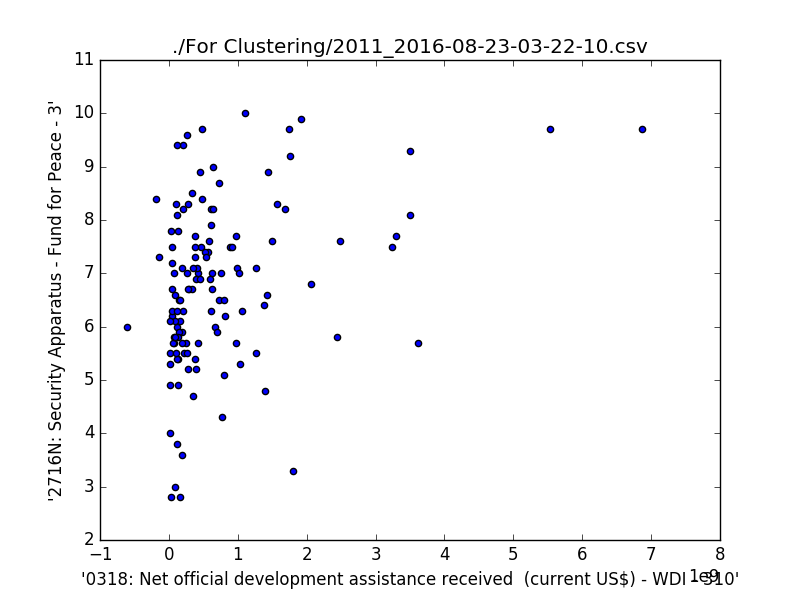 ./For Clustering/2011_2016-08-23-03-22-10.csv
11
10
9
8
7
6
5
4
3
2
'2716N: Security Apparatus - Fund for Peace - 3'
−1 0 1 2 3 4 5 6 7 8
1e9
'0318: Net official development assistance received (current US$) - WDI - 310'